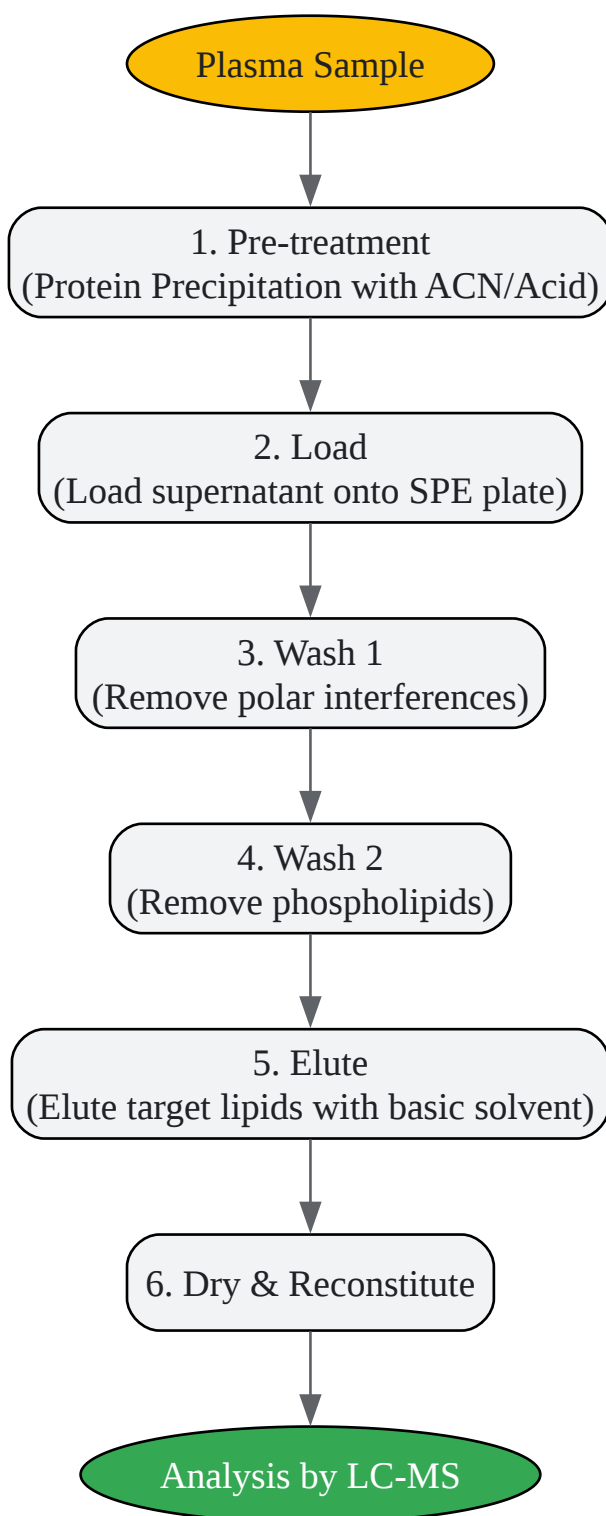 Plasma Sample
1. Pre-treatment
(Protein Precipitation with ACN/Acid)
2. Load
(Load supernatant onto SPE plate)
3. Wash 1
(Remove polar interferences)
4. Wash 2
(Remove phospholipids)
5. Elute
(Elute target lipids with basic solvent)
6. Dry & Reconstitute
Analysis by LC-MS